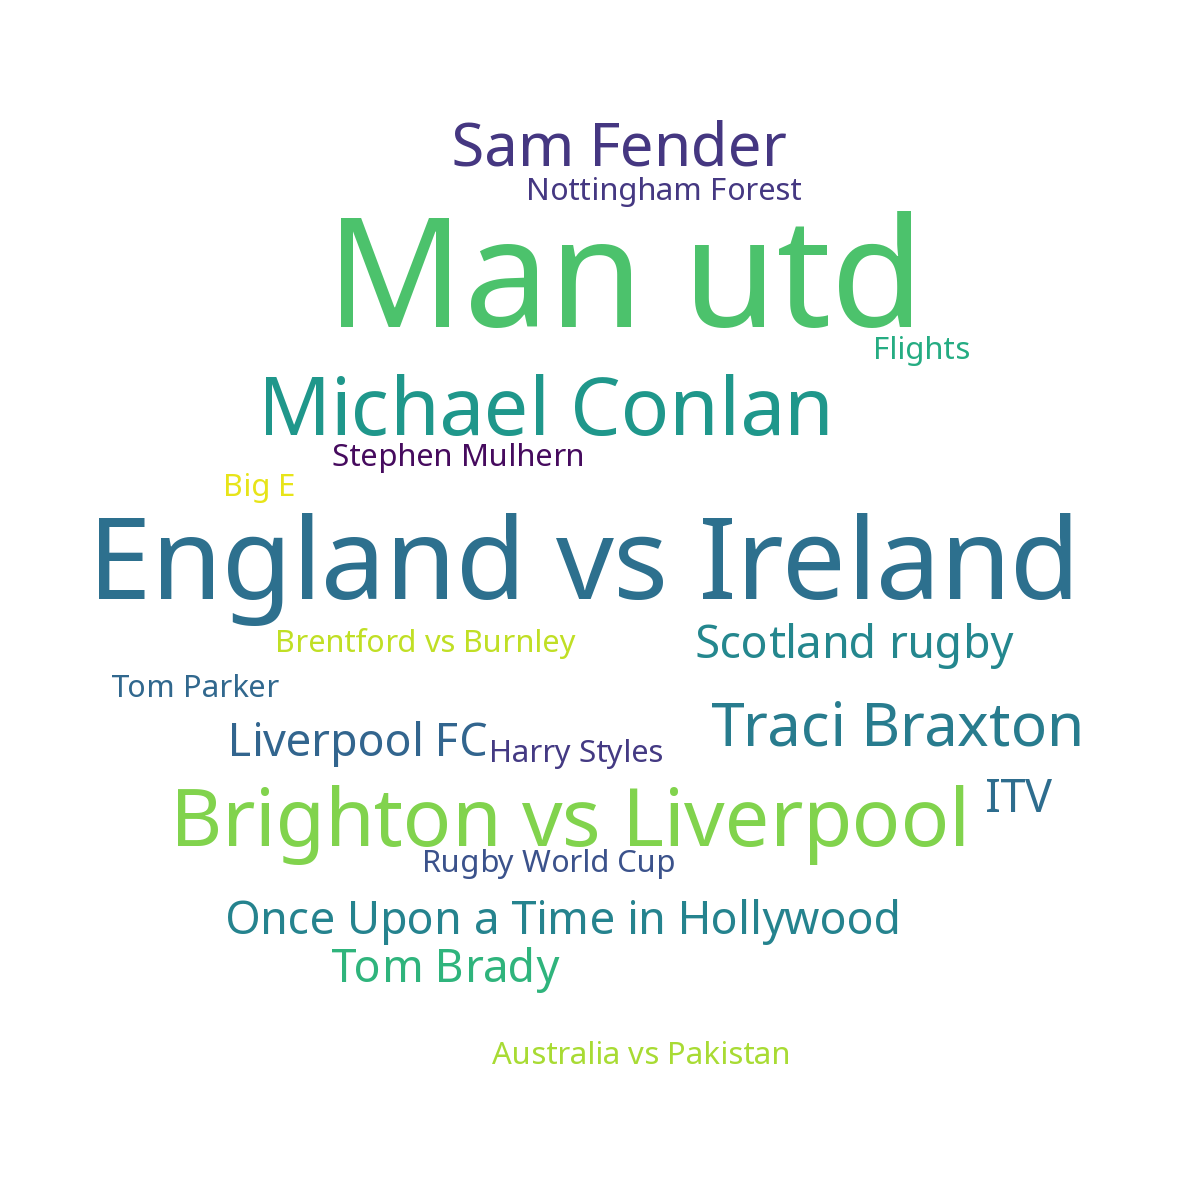 Sam Fender
Nottingham Forest
Man utd
Flights
Michael Conlan
Stephen Mulhern
Big E
England vs Ireland
Brentford vs Burnley
Scotland rugby
Tom Parker
Traci Braxton
Liverpool FC
Harry Styles
ITV
Brighton vs Liverpool
Rugby World Cup
Once Upon a Time in Hollywood
Tom Brady
Australia vs Pakistan